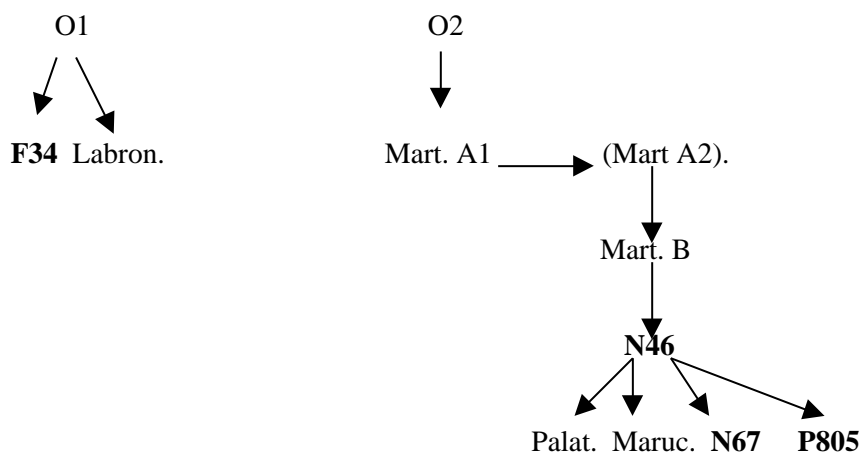 O1 O2
F34 Labron. Mart. A1 (Mart A2).
Mart. B
N46
Palat. Maruc. N67 P805